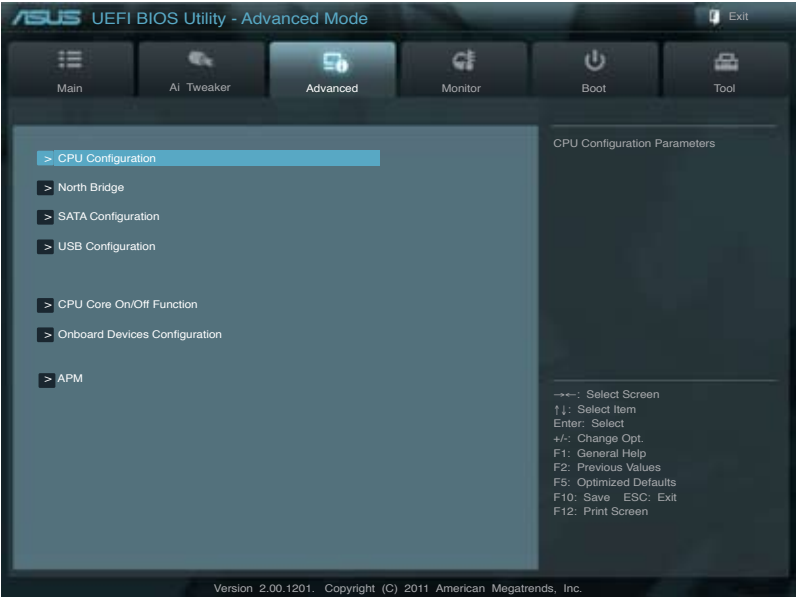 ASUS UEFI BIOS Utility - Advanced Mode
Exit
Main
Ai Tweaker
Advanced
Monitor
Boot
Tool
> CPU Configuration
> North Bridge
> SATA Configuration
> USB Configuration
> CPU Core On/Off Function
> Onboard Devices Configuration
> APM
CPU Configuration Parameters
→←: Select Screen
↑↓: Select Item
Enter: Select
+/-: Change Opt.
F1: General Help
F2: Previous Values
F5: Optimized Defaults
F10: Save ESC: Exit
F12: Print Screen
Version 2.00.1201. Copyright (C) 2011 American Megatrends, Inc.